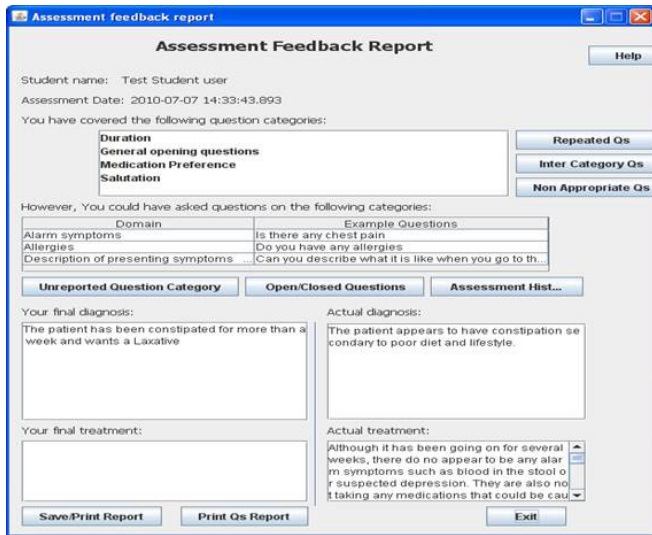 Assessment feedback report
Assessment Feedback Report
Help
Student name: Test Student user
Assessment Date: 2010-07-07 14:33:43.893
You have covered the following question categories:
Duration
General opening questions
Medication Preference
Salutation
Repeated Qs
Inter Category Qs
Non Appropriate Qs
However, You could have asked questions on the following categories:
Domain Example Questions
Alarm symptoms Is there any chest pain
Allergies Do you have any allergies
Description of presenting symptoms ... Can you describe what it is like when you go to th...
Unreported Question Category Open/Closed Questions Assessment Hist...
Your final diagnosis:
The patient has been constipated for more than a
week and wants a Laxative
Actual diagnosis:
The patient appears to have constipation se
condary to poor diet and lifestyle.
Your final treatment:
Actual treatment:
Although it has been going on for several
weeks, there do no appear to be any alar
m symptoms such as blood in the stool o
r suspected depression. They are also no
t taking any medications that could be cau
Save/Print Report Print Qs Report Exit